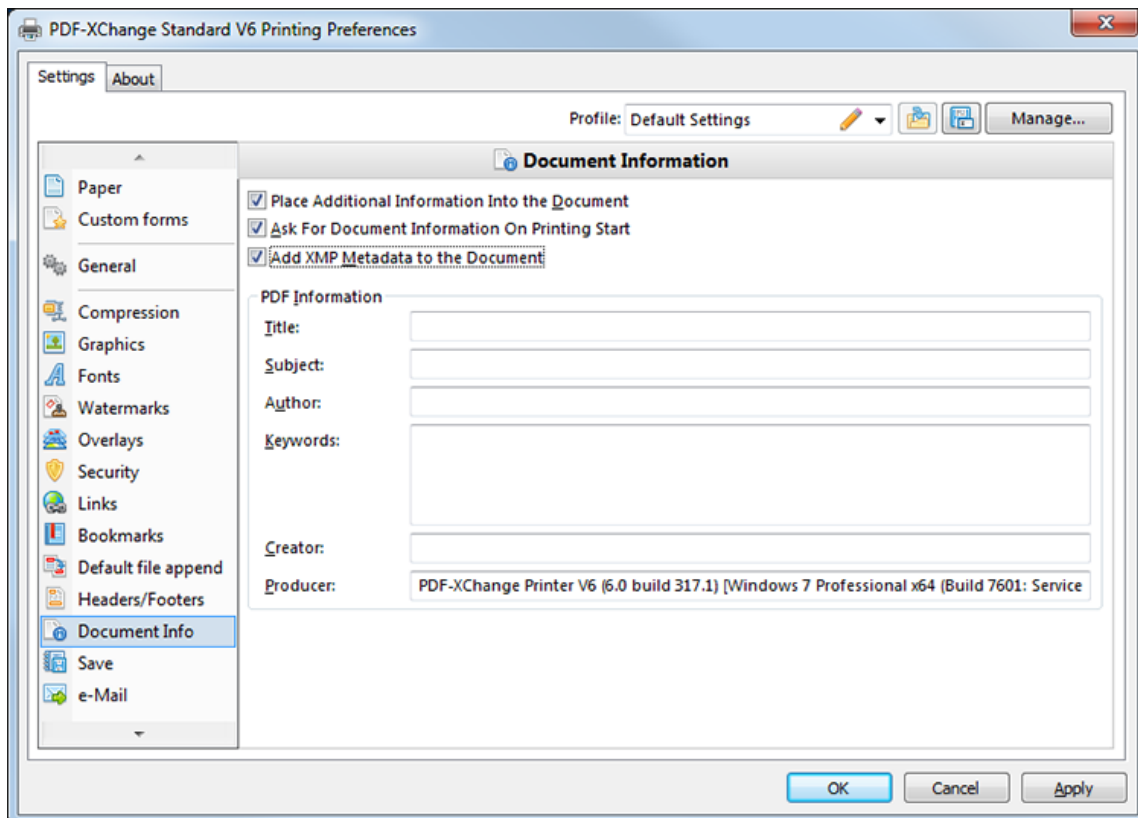 PDF-XChange Standard V6 Printing Preferences
Settings About
Profile: Default Settings Manage...
Paper
Custom forms
General
Compression
Graphics
Fonts
Watermarks
Overlays
Security
Links
Bookmarks
Default file append
Headers/Footers
Document Info
Save
e-Mail
Document Information
Place Additional Information Into the Document
Ask For Document Information On Printing Start
Add XMP Metadata to the Document
PDF Information
Title:
Subject:
Author:
Keywords:
Creator:
Producer: PDF-XChange Printer V6 (6.0 build 317.1) [Windows 7 Professional x64 (Build 7601: Service
OK Cancel Apply